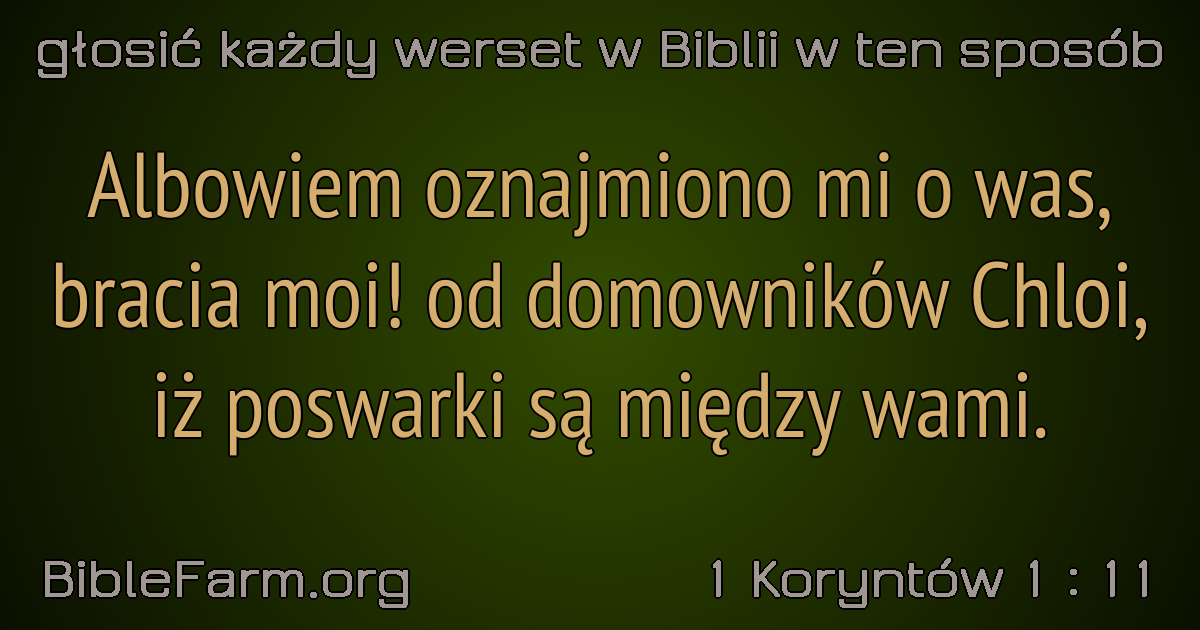 głosić każdy werset w Biblii w ten sposób
Albowiem oznajmiono mi o was,
bracia moi! od domowników Chloi,
iż poswarki są między wami.
BibleFarm.org
1 Koryntów 1 : 11